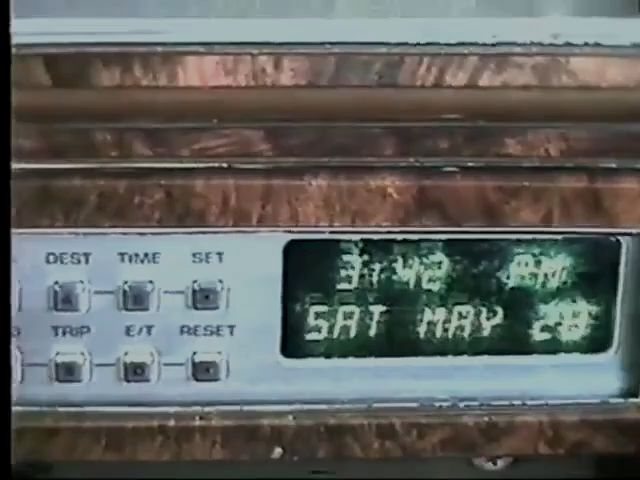 DEST TIME SET
TRIP E/T RESET
3:42 PM
SAT MAY 28